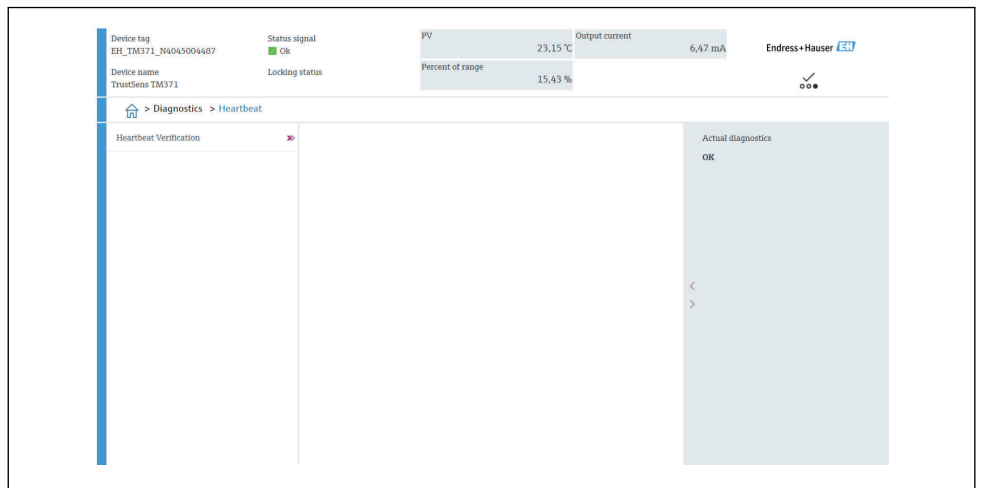 Device tag
EH_TM371_N4045004487
Status signal
Ok
PV
23,15 °C
Output current
6,47 mA
Endress+Hauser EH
Device name
TrustSens TM371
Locking status
Percent of range
15,43 %
> Diagnostics > Heartbeat
Heartbeat Verification
Actual diagnostics
OK